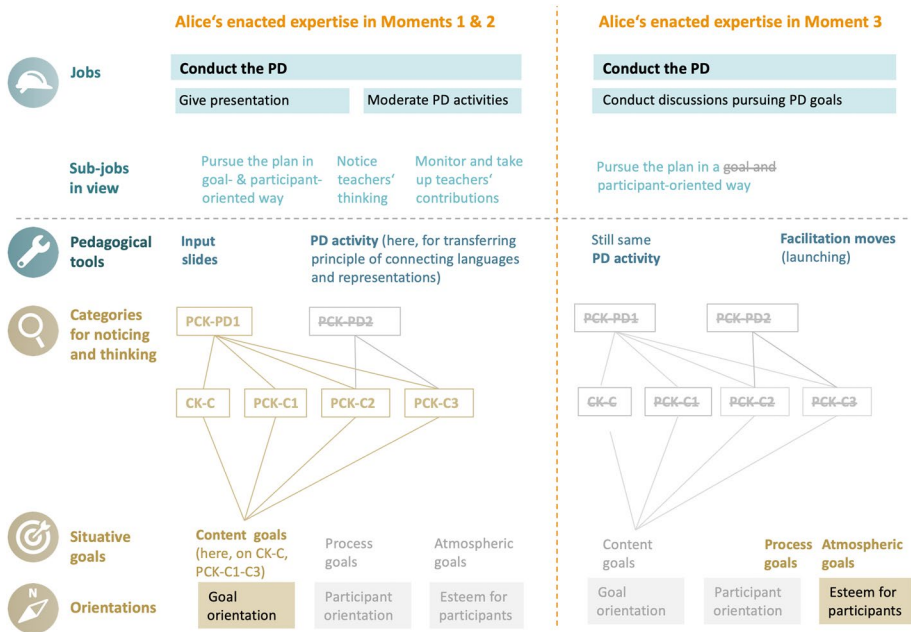 Alice‘s enacted expertise in Moments 1 & 2
Alice‘s enacted expertise in Moment 3
Jobs
Conduct the PD
Give presentation
Moderate PD activities
Conduct the PD
Conduct discussions pursuing PD goals
Sub-jobs
in view
Pursue the plan in
goal- & participant-
oriented way
Notice
teachers‘
thinking
Monitor and take
up teachers‘
contributions
Pursue the plan in a goal and
participant-oriented way
Pedagogical
tools
Input
slides
PD activity (here, for transferring
principle of connecting languages
and representations)
Still same
PD activity
Facilitation moves
(launching)
Categories
for noticing
and thinking
PCK-PD1
PCK-PD2
CK-C
PCK-C1
PCK-C2
PCK-C3
PCK-PD1
PCK-PD2
CK-C
PCK-C1
PCK-C2
PCK-C3
Situative
goals
Content goals
(here, on CK-C,
PCK-C1-C3)
Process
goals
Atmospheric
goals
Content
goals
Process
goals
Atmospheric
goals
N
Orientations
Goal
orientation
Participant
orientation
Esteem for
participants
Goal
orientation
Participant
orientation
Esteem for
participants